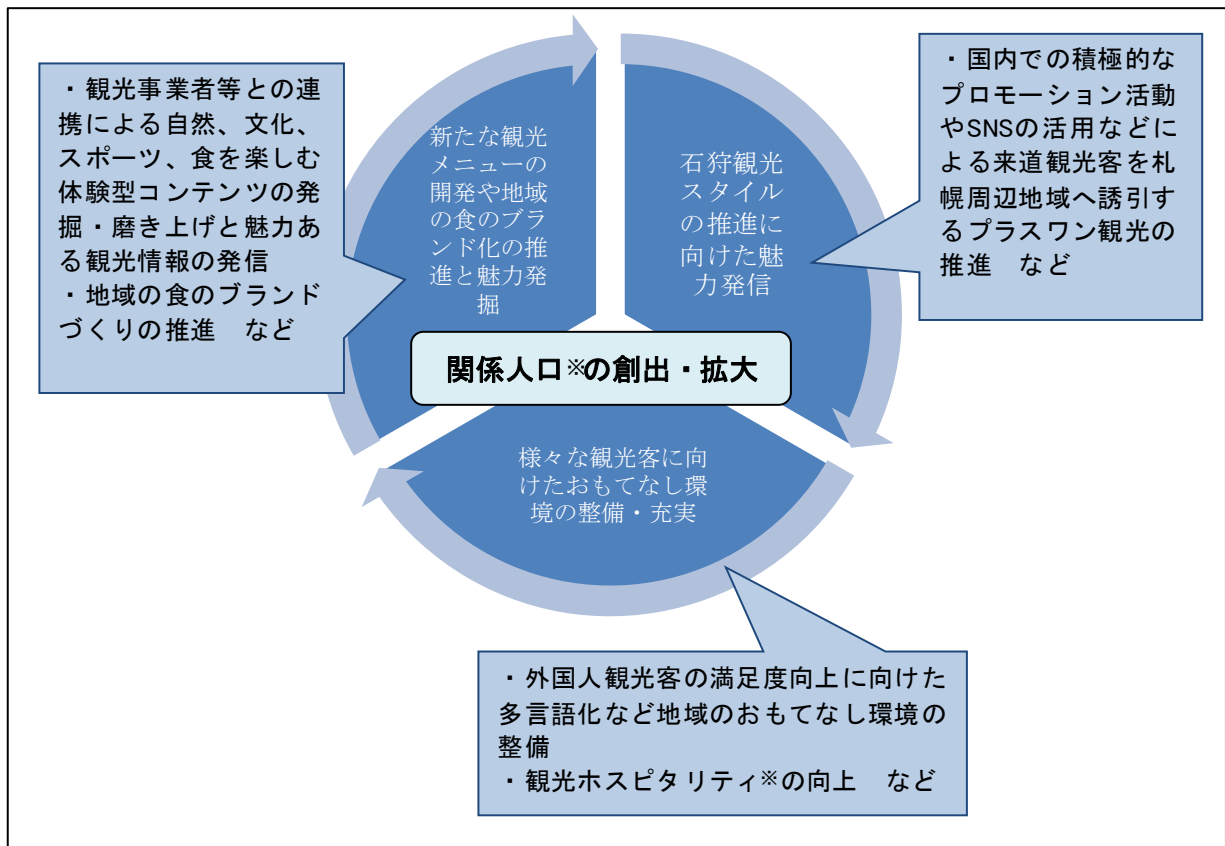 ・観光事業者等との連
携による自然、文化、
スポーツ、食を楽しむ
体験型コンテンツの発
掘・磨き上げと魅力あ
る観光情報の発信
・地域の食のブランド
づくりの推進　など
新たな観光
メニューの
開発や地域
の食のブラ
ンド化の推
進と魅力発
掘
石狩観光
スタイル
の推進に
向けた魅
力発信
・国内での積極的な
プロモーション活動
やSNSの活用などに
よる来道観光客を札
幌周辺地域へ誘引す
るプラスワン観光の
推進　など
関係人口※の創出・拡大
様々な観光客に向
けたおもてなし環
境の整備・充実
・外国人観光客の満足度向上に向けた
多言語化など地域のおもてなし環境の
整備
・観光ホスピタリティ※の向上　など